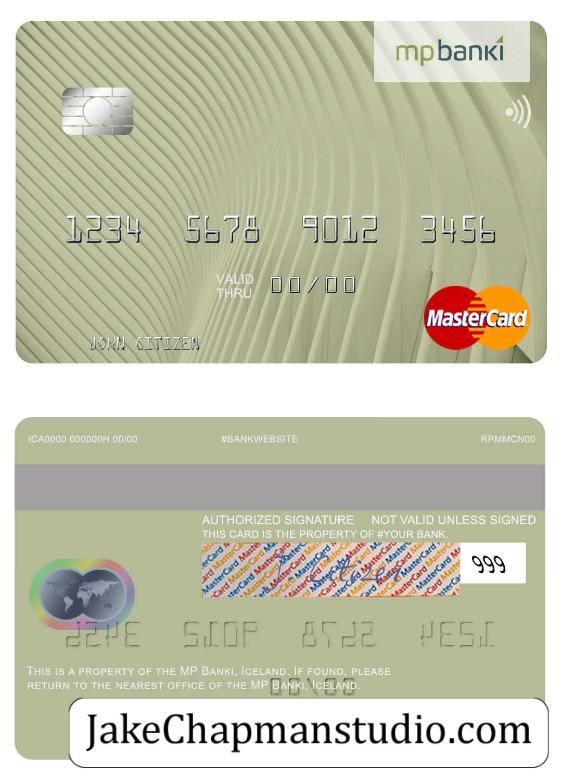 mpbanki
1234 5678 9012 3456
VALID
THRU 00/00
MasterCard
JOHN CITIZEN
ICA0000 000000H 00/00 #BANKWEBSITE RPMMCN00
AUTHORIZED SIGNATURE NOT VALID UNLESS SIGNED
THIS CARD IS THE PROPERTY OF #YOUR BANK.
MasterCard
J. Citizen
999
THIS IS A PROPERTY OF THE MP BANKI, ICELAND. IF FOUND, PLEASE
RETURN TO THE NEAREST OFFICE OF THE MP BANKI, ICELAND.
JakeChapmanstudio.com